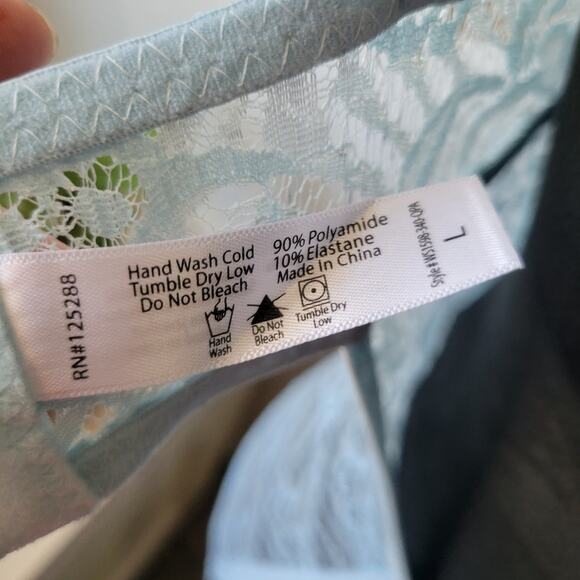 RN#125288
Hand Wash Cold
Tumble Dry Low
Do Not Bleach
90% Polyamide
10% Elastane
Made in China
Hand
Wash
Do Not
Bleach
Tumble Dry
Low
L